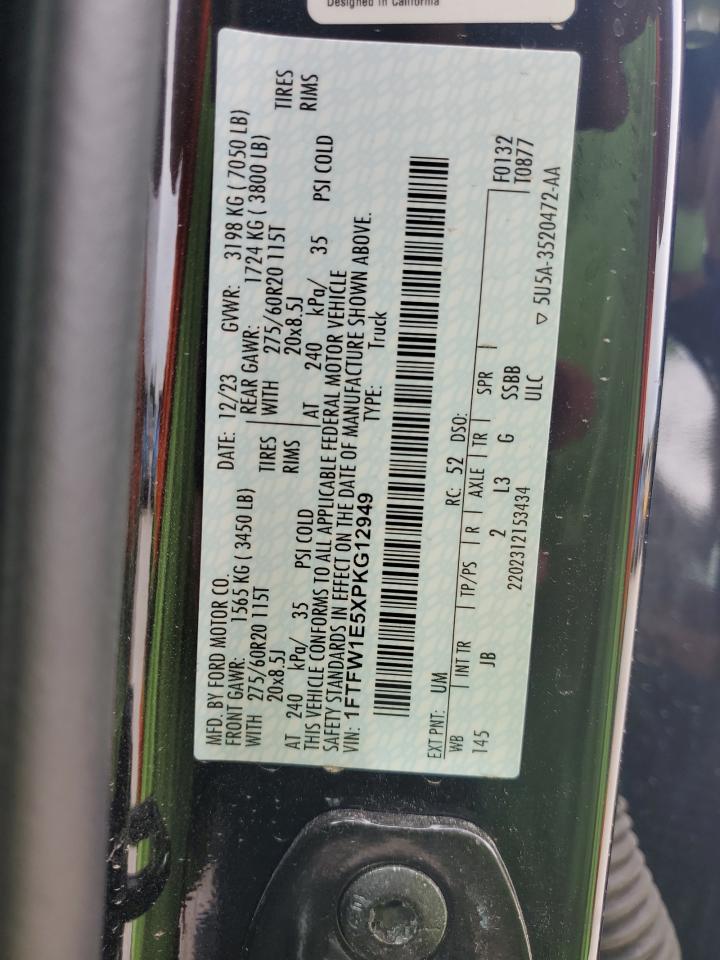 Designed in California
MFD. BY FORD MOTOR CO.
DATE: 12/23 GVWR: 3198 KG ( 7050 LB)
FRONT GAWR: 1565 KG ( 3450 LB)
REAR GAWR: 1724 KG ( 3800 LB)
WITH 275/60R20 115T TIRES
WITH 275/60R20 115T TIRES
20x8.5J RIMS
20x8.5J RIMS
AT 240 kPa/ 35 PSI COLD
AT 240 kPa/ 35 PSI COLD
THIS VEHICLE CONFORMS TO ALL APPLICABLE FEDERAL MOTOR VEHICLE
SAFETY STANDARDS IN EFFECT ON THE DATE OF MANUFACTURE SHOWN ABOVE.
VIN: 1FTFW1E5XPKG12949 TYPE: Truck
EXT PNT: UM RC: 52 DSO:
WB INT TR TP/PS R AXLE TR SPR F0132
145 JB 2 L3 G SSBB T0877
2202312153434 ULC
▽ 5U5A-3520472-AA